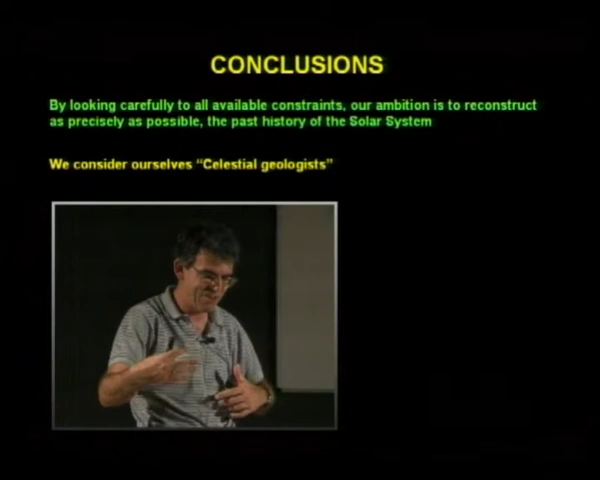 CONCLUSIONS
By looking carefully to all available constraints, our ambition is to reconstruct
as precisely as possible, the past history of the Solar System
We consider ourselves “Celestial geologists”